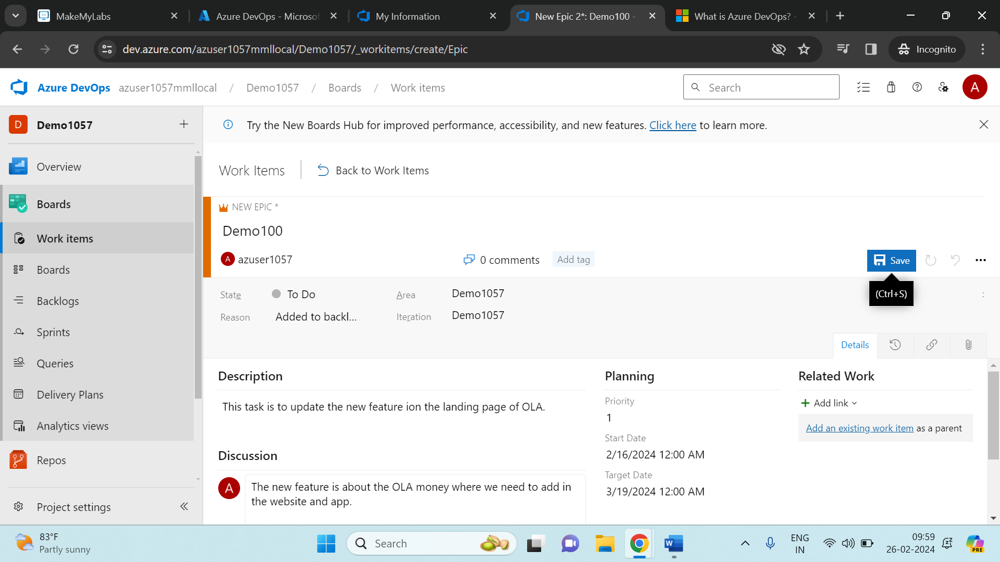 MakeMyLabs
Azure DevOps - Microsof
My Information
New Epic 2*: Demo100 -
What is Azure DevOps? -
dev.azure.com/azuser1057mmllocal/Demo1057/_workitems/create/Epic
Incognito
Azure DevOps azuser1057mmllocal / Demo1057 / Boards / Work items
Search
A
D Demo1057
Try the New Boards Hub for improved performance, accessibility, and new features. Click here to learn more.
Overview
Boards
Work items
Boards
Backlogs
Sprints
Queries
Delivery Plans
Analytics views
Repos
Project settings
Work Items
Back to Work Items
NEW EPIC *
Demo100
A azuser1057
0 comments
Add tag
Save
(Ctrl+S)
State To Do
Area Demo1057
Reason Added to backl...
Iteration Demo1057
Details
Description
This task is to update the new feature ion the landing page of OLA.
Discussion
A
The new feature is about the OLA money where we need to add in
the website and app.
Planning
Priority
1
Start Date
2/16/2024 12:00 AM
Target Date
3/19/2024 12:00 AM
Related Work
Add link
Add an existing work item as a parent
83°F
Partly sunny
Search
W
ENG
IN
09:59
26-02-2024
PRE